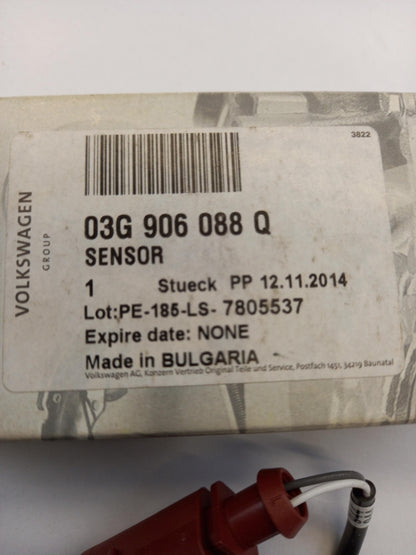 3822
VOLKSWAGEN
GROUP
03G 906 088 Q
SENSOR
1 Stueck PP 12.11.2014
Lot:PE-185-LS- 7805537
Expire date: NONE
Made in BULGARIA
Volkswagen AG, Konzern Vertrieb Original Teile und Service, Postfach 1451, 34219 Baunatal